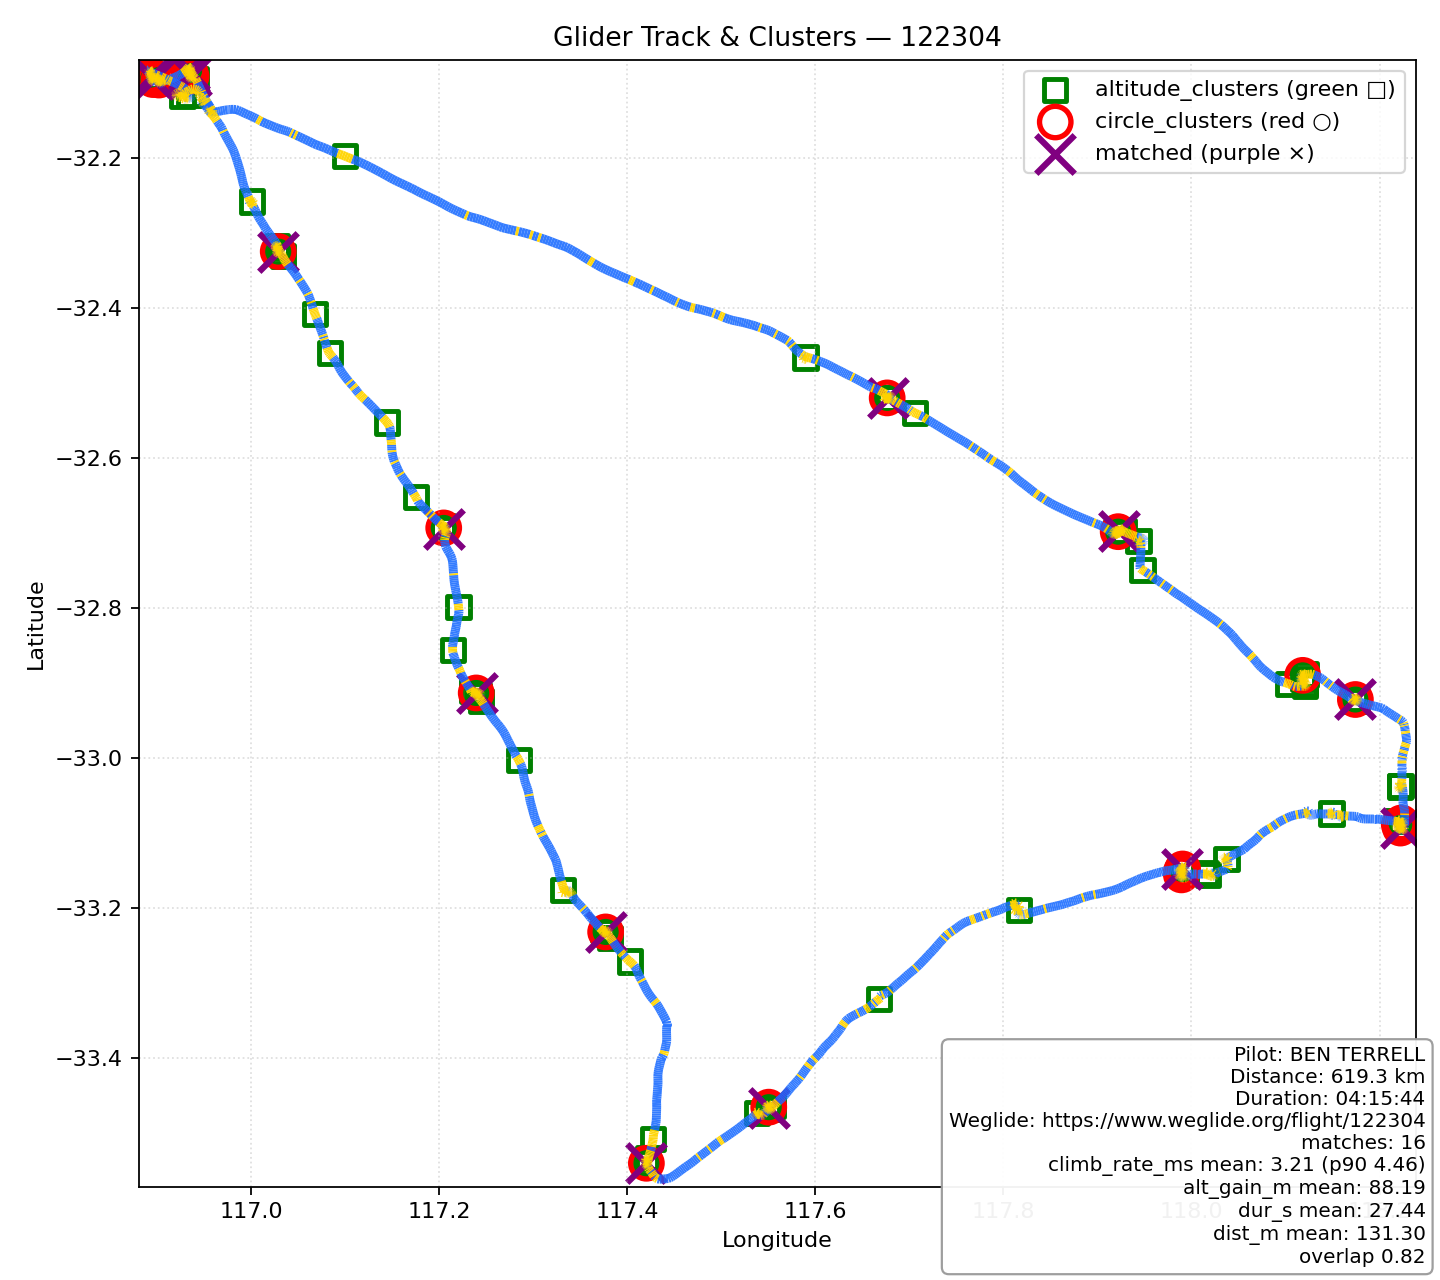 Glider Track & Clusters — 122304
altitude_clusters (green □)
circle_clusters (red ○)
matched (purple ×)
Latitude
−32.2
−32.4
−32.6
−32.8
−33.0
−33.2
−33.4
117.0
117.2
117.4
117.6
117.8
118.0
Longitude
Pilot: BEN TERRELL
Distance: 619.3 km
Duration: 04:15:44
Weglide: https://www.weglide.org/flight/122304
matches: 16
climb_rate_ms mean: 3.21 (p90 4.46)
alt_gain_m mean: 88.19
dur_s mean: 27.44
dist_m mean: 131.30
overlap 0.82